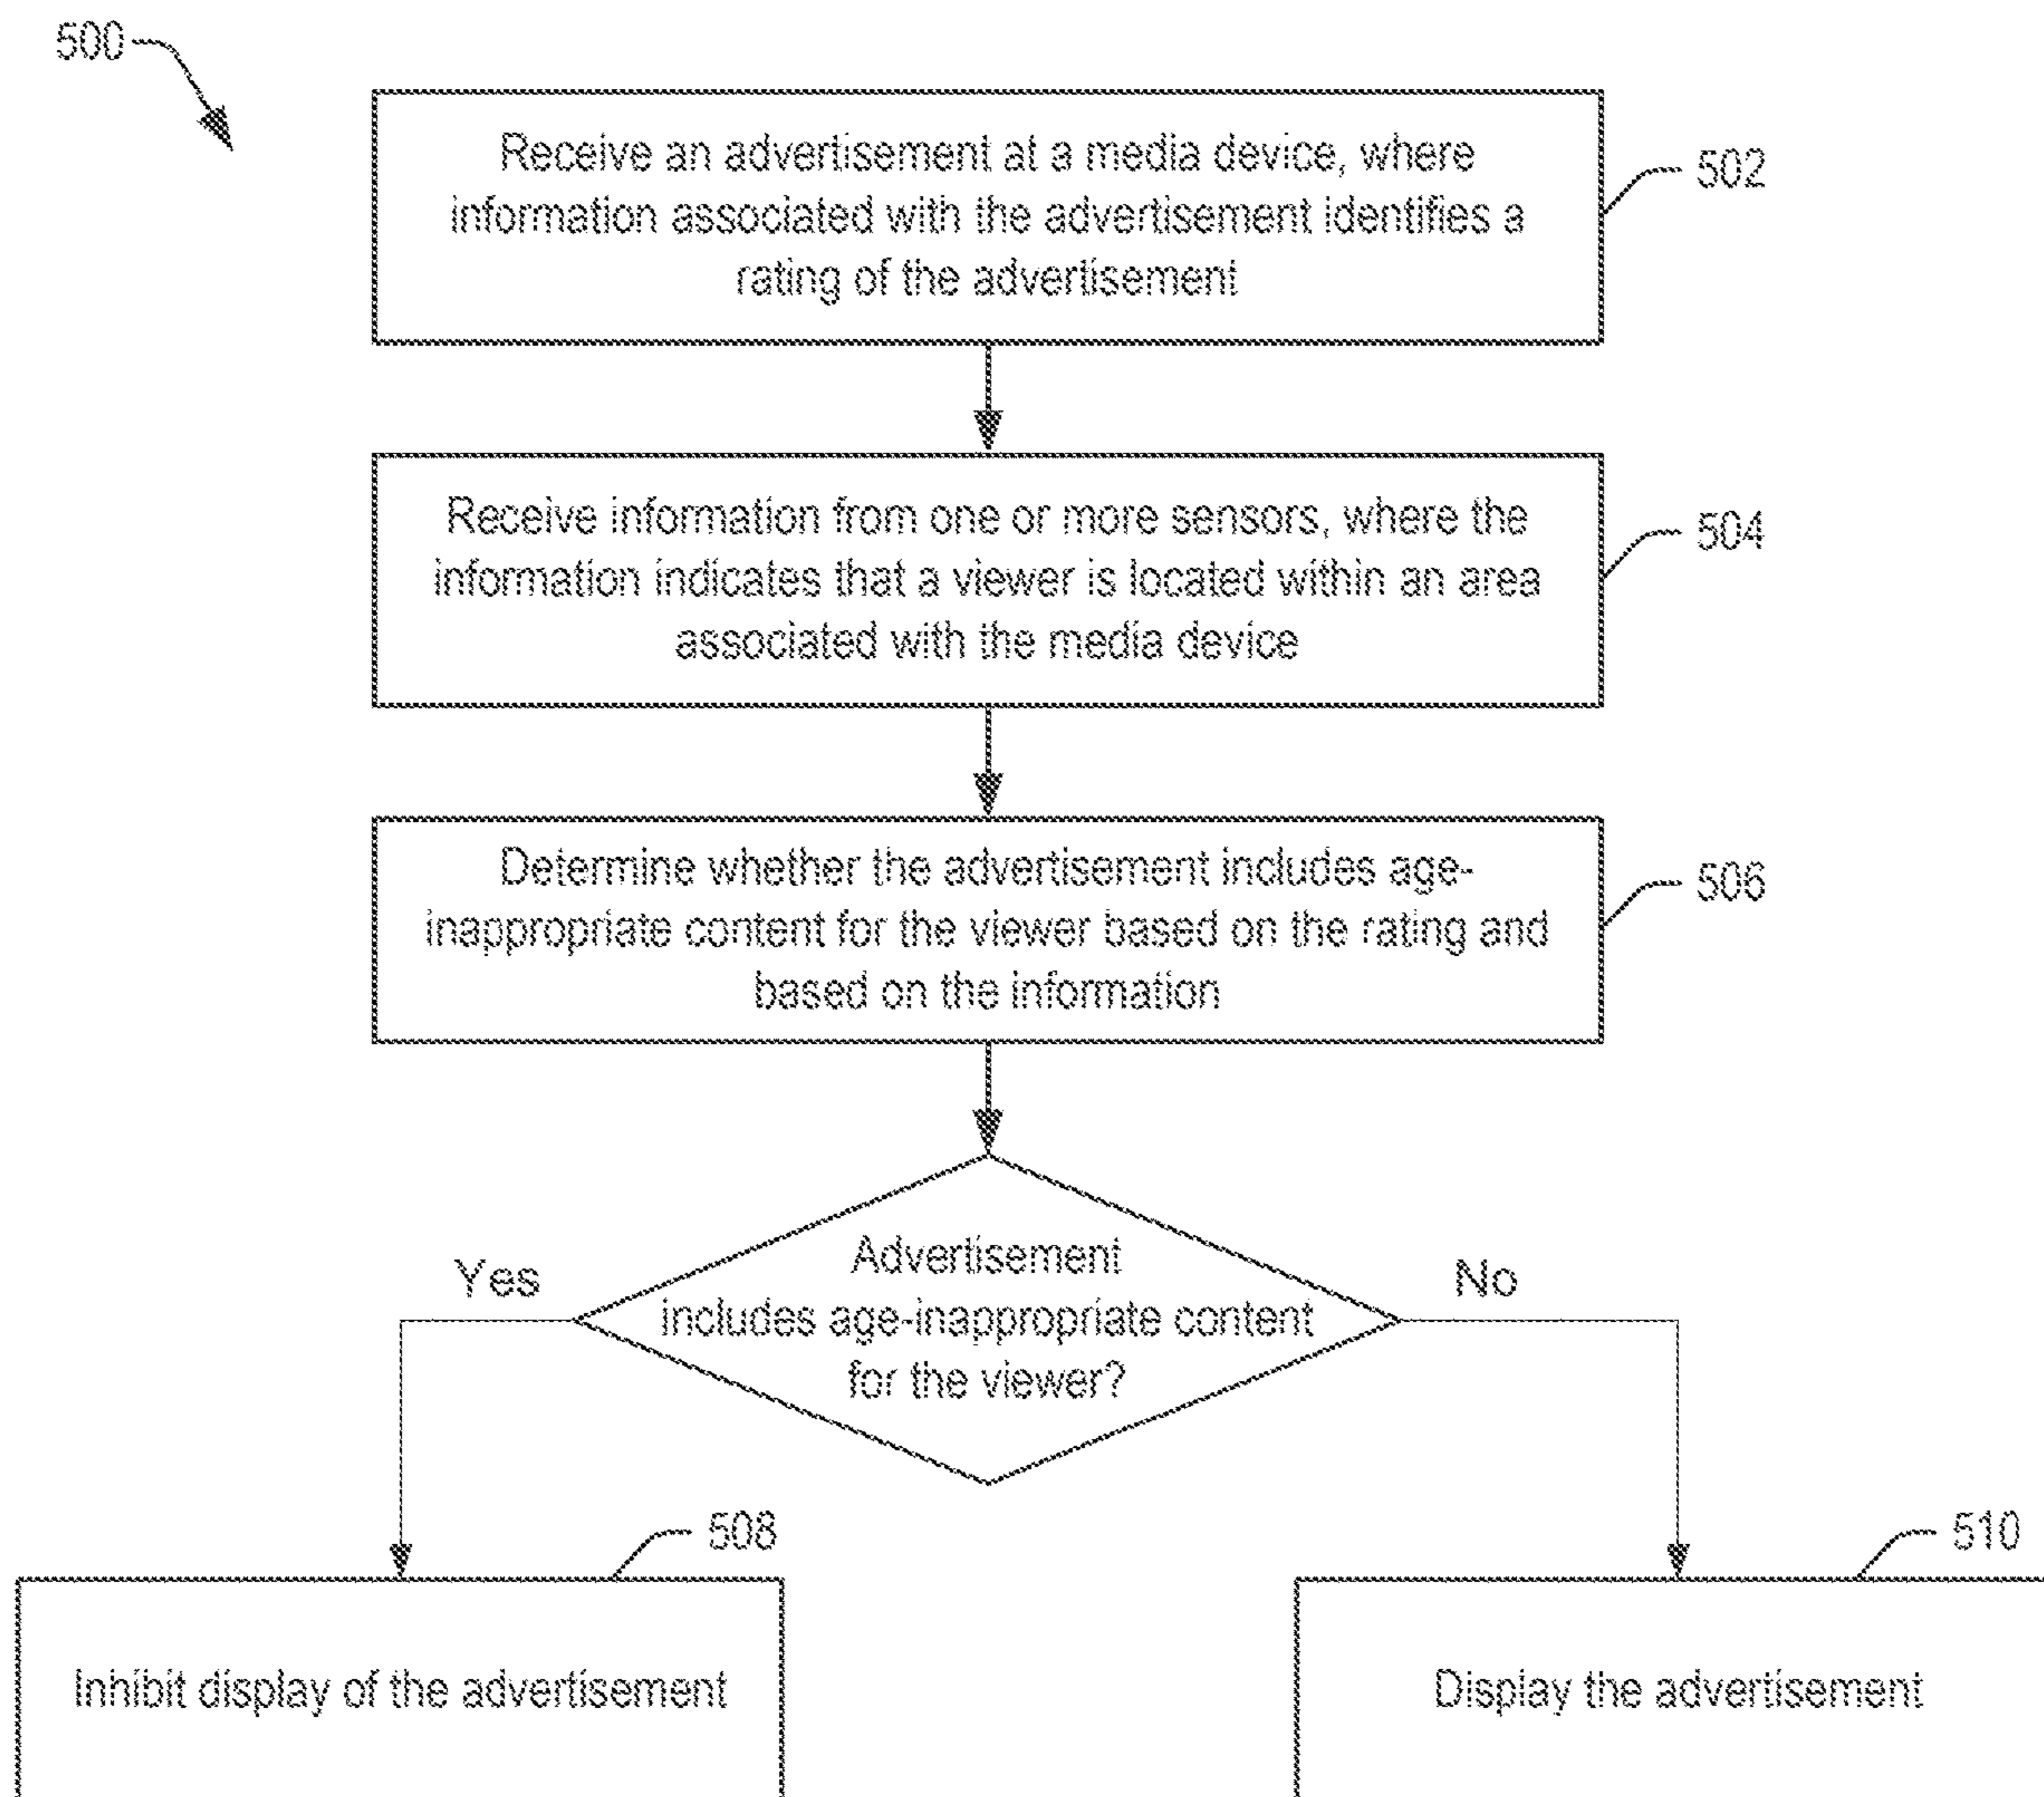 500
Receive an advertisement at a media device, where
information associated with the advertisement identifies a
rating of the advertisement
502
Receive information from one or more sensors, where the
information indicates that a viewer is located within an area
associated with the media device
504
Determine whether the advertisement includes age-
inappropriate content for the viewer based on the rating and
based on the information
506
Advertisement
includes age-inappropriate content
for the viewer?
Yes
No
508
Inhibit display of the advertisement
510
Display the advertisement